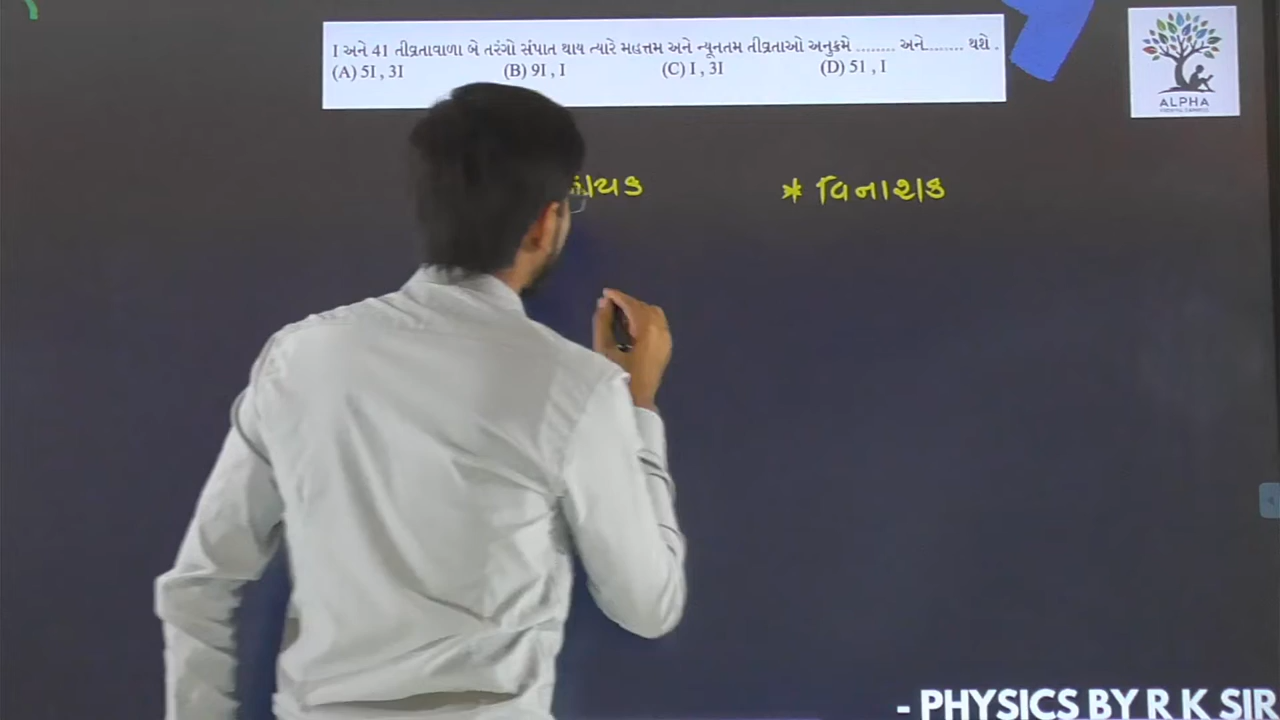 I અને 4I તીવ્રતાવાળા બે તરંગો સંપાત થાય ત્યારે મહત્તમ અને ન્યૂનતમ તીવ્રતાઓ અનુક્રમે ........ અને........ થશે .
(A) 5I , 3I (B) 9I , I (C) I , 3I (D) 5I , I
ALPHA
* વિનાશક
- PHYSICS BY R K SIR